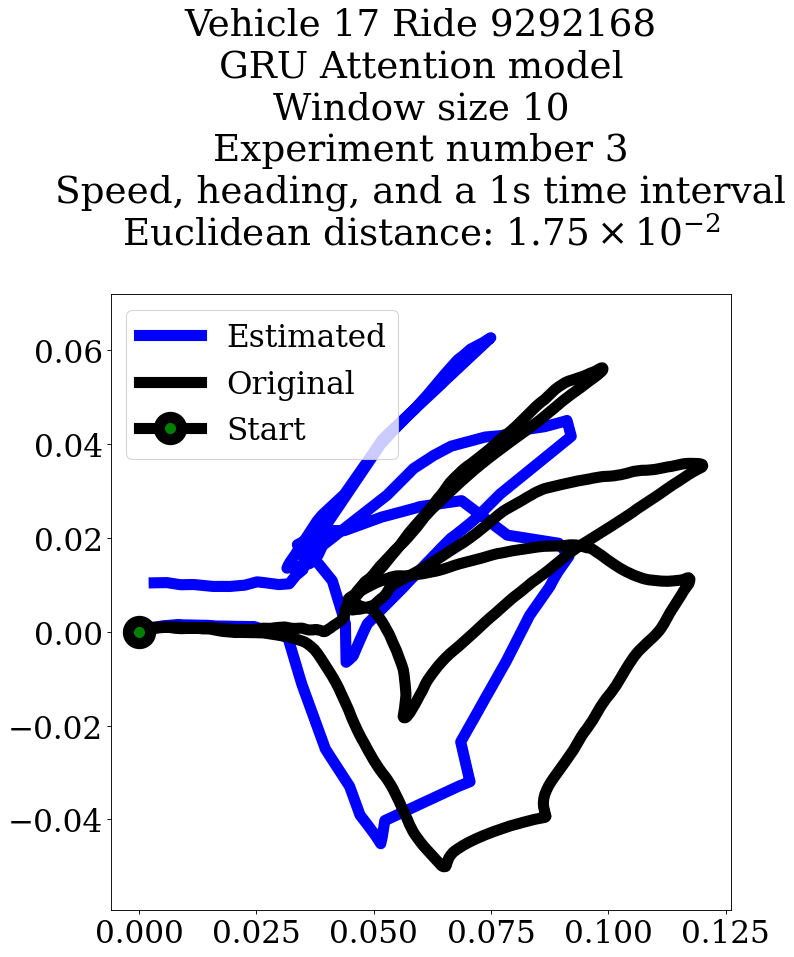 Vehicle 17 Ride 9292168
GRU Attention model
Window size 10
Experiment number 3
Speed, heading, and a 1s time interval
Euclidean distance: 1.75 × 10⁻²
Estimated
Original
Start
0.06
0.04
0.02
0.00
−0.02
−0.04
0.000 0.025 0.050 0.075 0.100 0.125